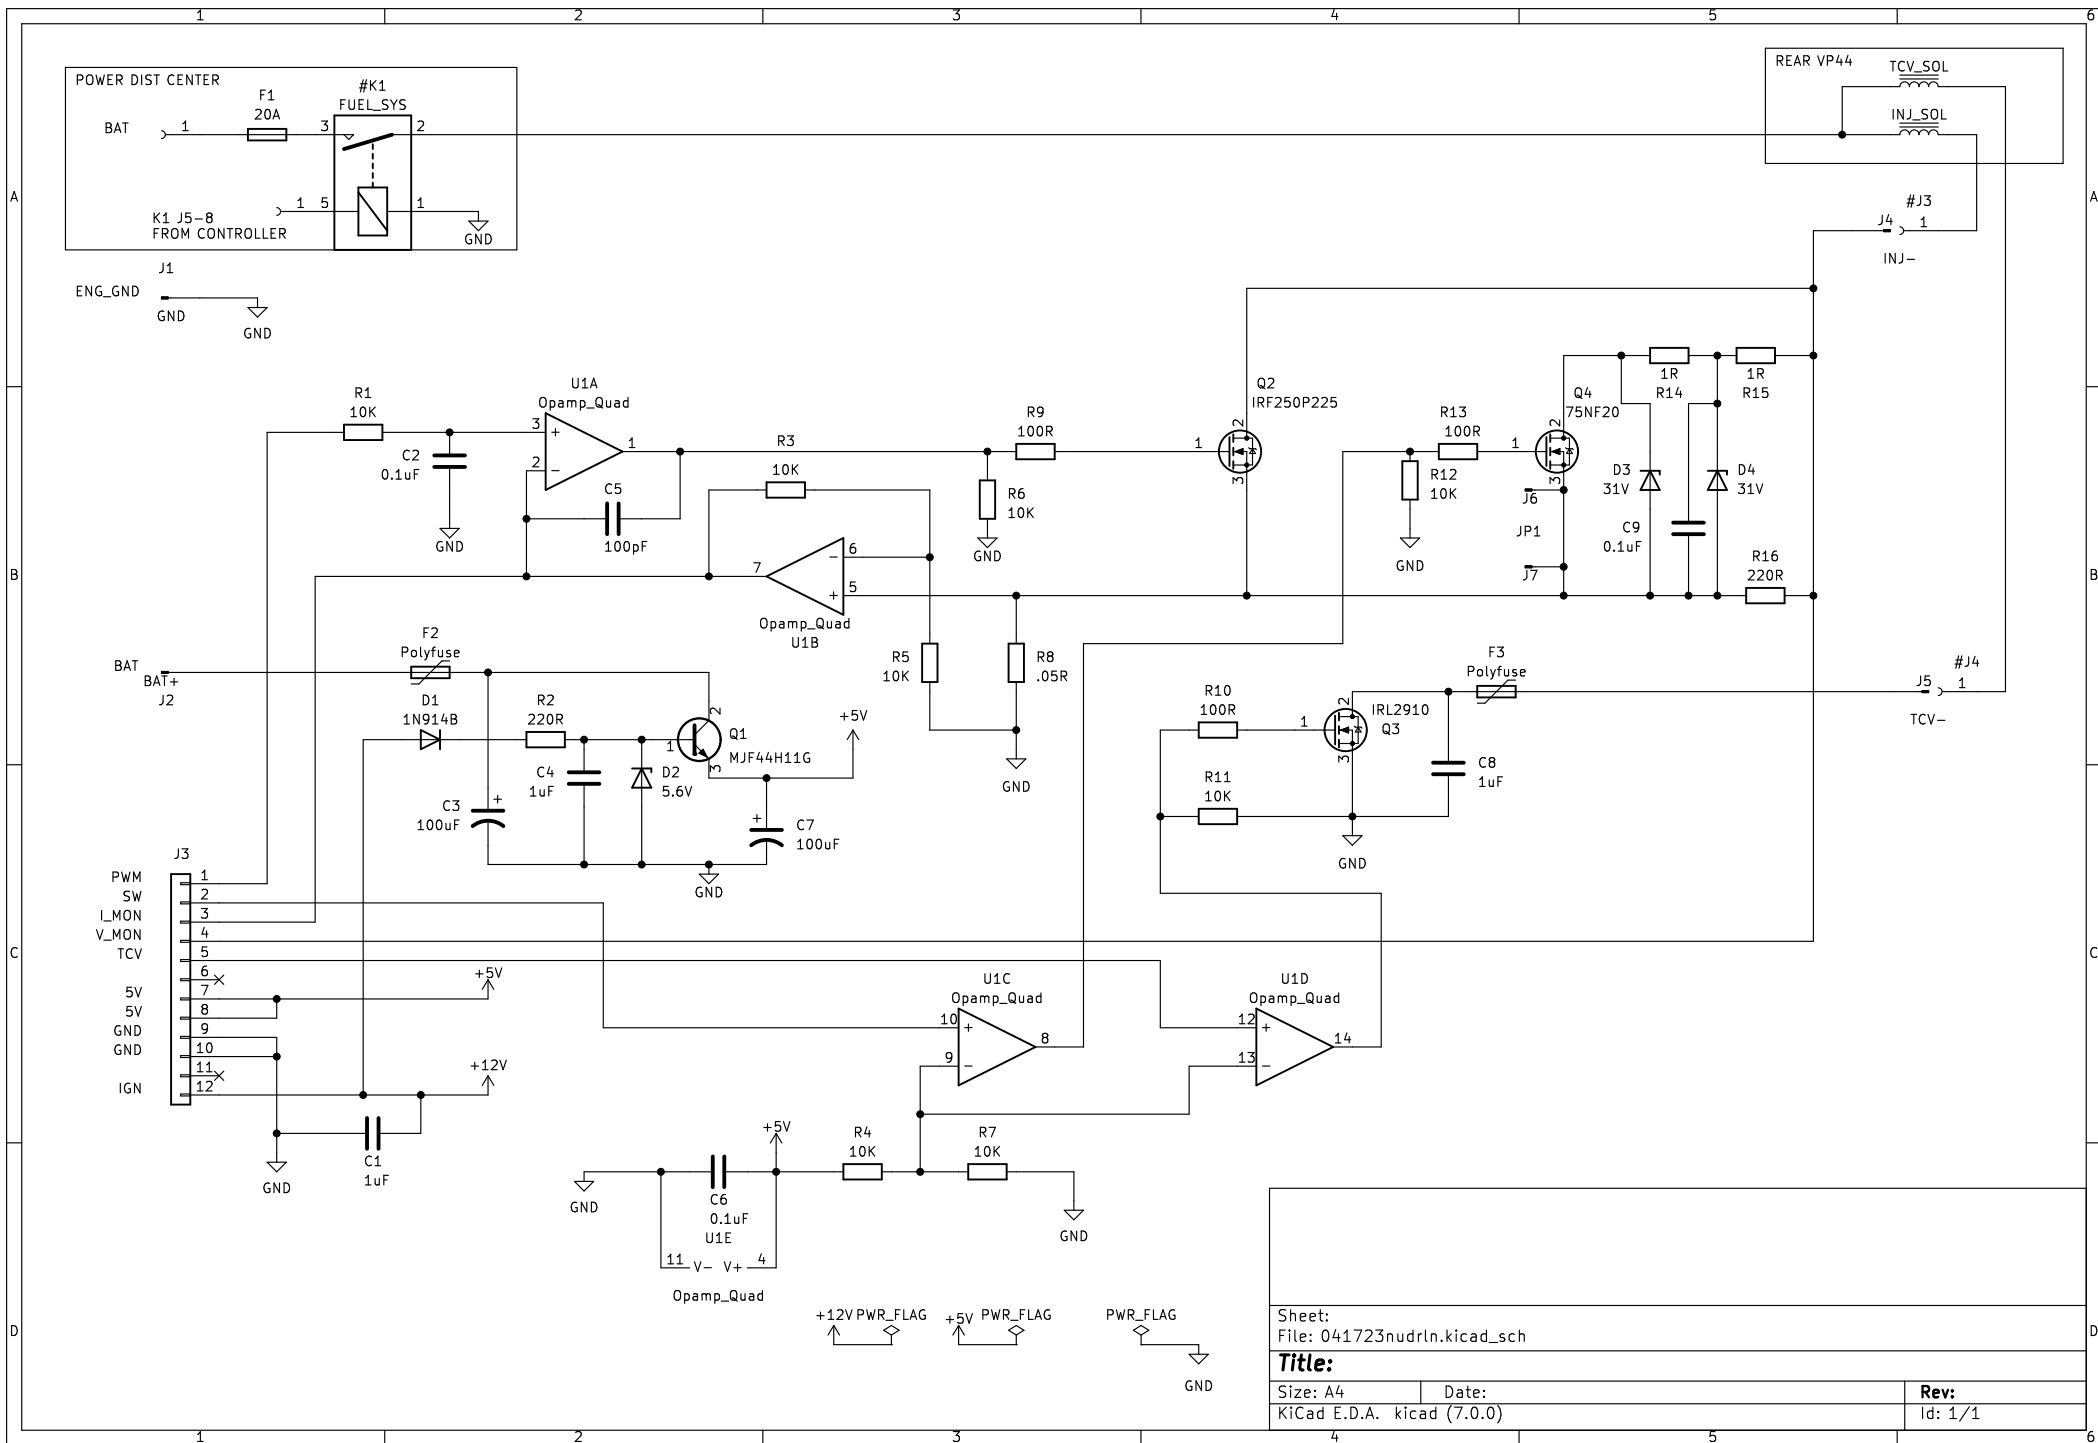 1 2 3 4 5 6
A
B
C
D
A
B
C
D
1 2 3 4 5 6
POWER DIST CENTER
#K1
FUEL_SYS
F1
20A
BAT
1
3
2
1
5
1
K1 J5-8
FROM CONTROLLER
GND
J1
ENG_GND
GND
GND
REAR VP44
TCV_SOL
INJ_SOL
#J3
J4
1
INJ-
R1
10K
C2
0.1uF
GND
U1A
Opamp_Quad
3
+
2
-
1
C5
100pF
R3
10K
R9
100R
R6
10K
GND
Q2
IRF250P225
1
2
3
R13
100R
R12
10K
GND
Q4
75NF20
1
2
3
J6
JP1
J7
1R
R14
1R
R15
D3
31V
D4
31V
C9
0.1uF
R16
220R
7
6
-
5
+
Opamp_Quad
U1B
R5
10K
R8
.05R
GND
BAT
BAT+
J2
F2
Polyfuse
D1
1N914B
R2
220R
C4
1uF
D2
5.6V
Q1
MJF44H11G
1
2
3
+5V
C3
100uF
+
C7
100uF
+
GND
R10
100R
R11
10K
IRL2910
Q3
1
2
3
F3
Polyfuse
C8
1uF
GND
#J4
J5
1
TCV-
J3
PWM 1
SW 2
I_MON 3
V_MON 4
TCV 5
6
5V 7
5V 8
GND 9
GND 10
11
IGN 12
+5V
+12V
C1
1uF
GND
U1C
Opamp_Quad
10
+
9
-
8
U1D
Opamp_Quad
12
+
13
-
14
+5V
R4
10K
R7
10K
GND
GND
C6
0.1uF
U1E
11 V- V+ 4
Opamp_Quad
+12V PWR_FLAG
+5V PWR_FLAG
PWR_FLAG
GND
Sheet:
File: 041723nudrln.kicad_sch
Title:
Size: A4 Date: Rev:
KiCad E.D.A. kicad (7.0.0) Id: 1/1